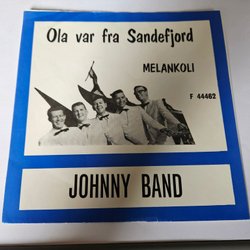 Ola var fra Sandefjord
MELANKOLI
F 44462
JOHNNY BAND